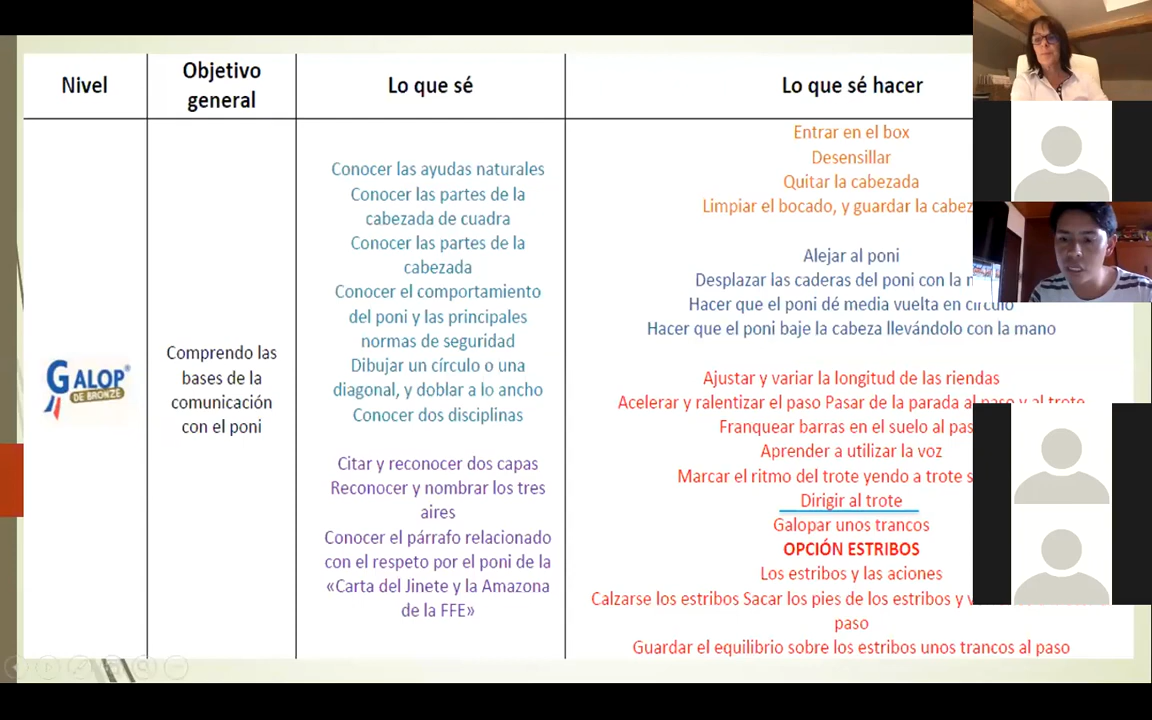 Nivel
Objetivo
general
Lo que sé
Lo que sé hacer
GALOP
DE BRONZE
Comprendo las
bases de la
comunicación
con el poni
Conocer las ayudas naturales
Conocer las partes de la
cabezada de cuadra
Conocer las partes de la
cabezada
Conocer el comportamiento
del poni y las principales
normas de seguridad
Dibujar un círculo o una
diagonal, y doblar a lo ancho
Conocer dos disciplinas
Citar y reconocer dos capas
Reconocer y nombrar los tres
aires
Conocer el párrafo relacionado
con el respeto por el poni de la
«Carta del Jinete y la Amazona
de la FFE»
Entrar en el box
Desensillar
Quitar la cabezada
Limpiar el bocado, y guardar la
Alejar al poni
Desplazar las caderas del poni con la
Hacer que el poni dé media vuelta en círculo
Hacer que el poni baje la cabeza llevándolo con la mano
Ajustar y variar la longitud de las riendas
Acelerar y ralentizar el paso Pasar de la parada al paso y al trote
Franquear barras en el suelo al
Aprender a utilizar la voz
Marcar el ritmo del trote yendo a trote
Dirigir al trote
Galopar unos trancos
OPCIÓN ESTRIBOS
Los estribos y las aciones
Calzarse los estribos Sacar los pies de los estribos y
paso
Guardar el equilibrio sobre los estribos unos trancos al paso